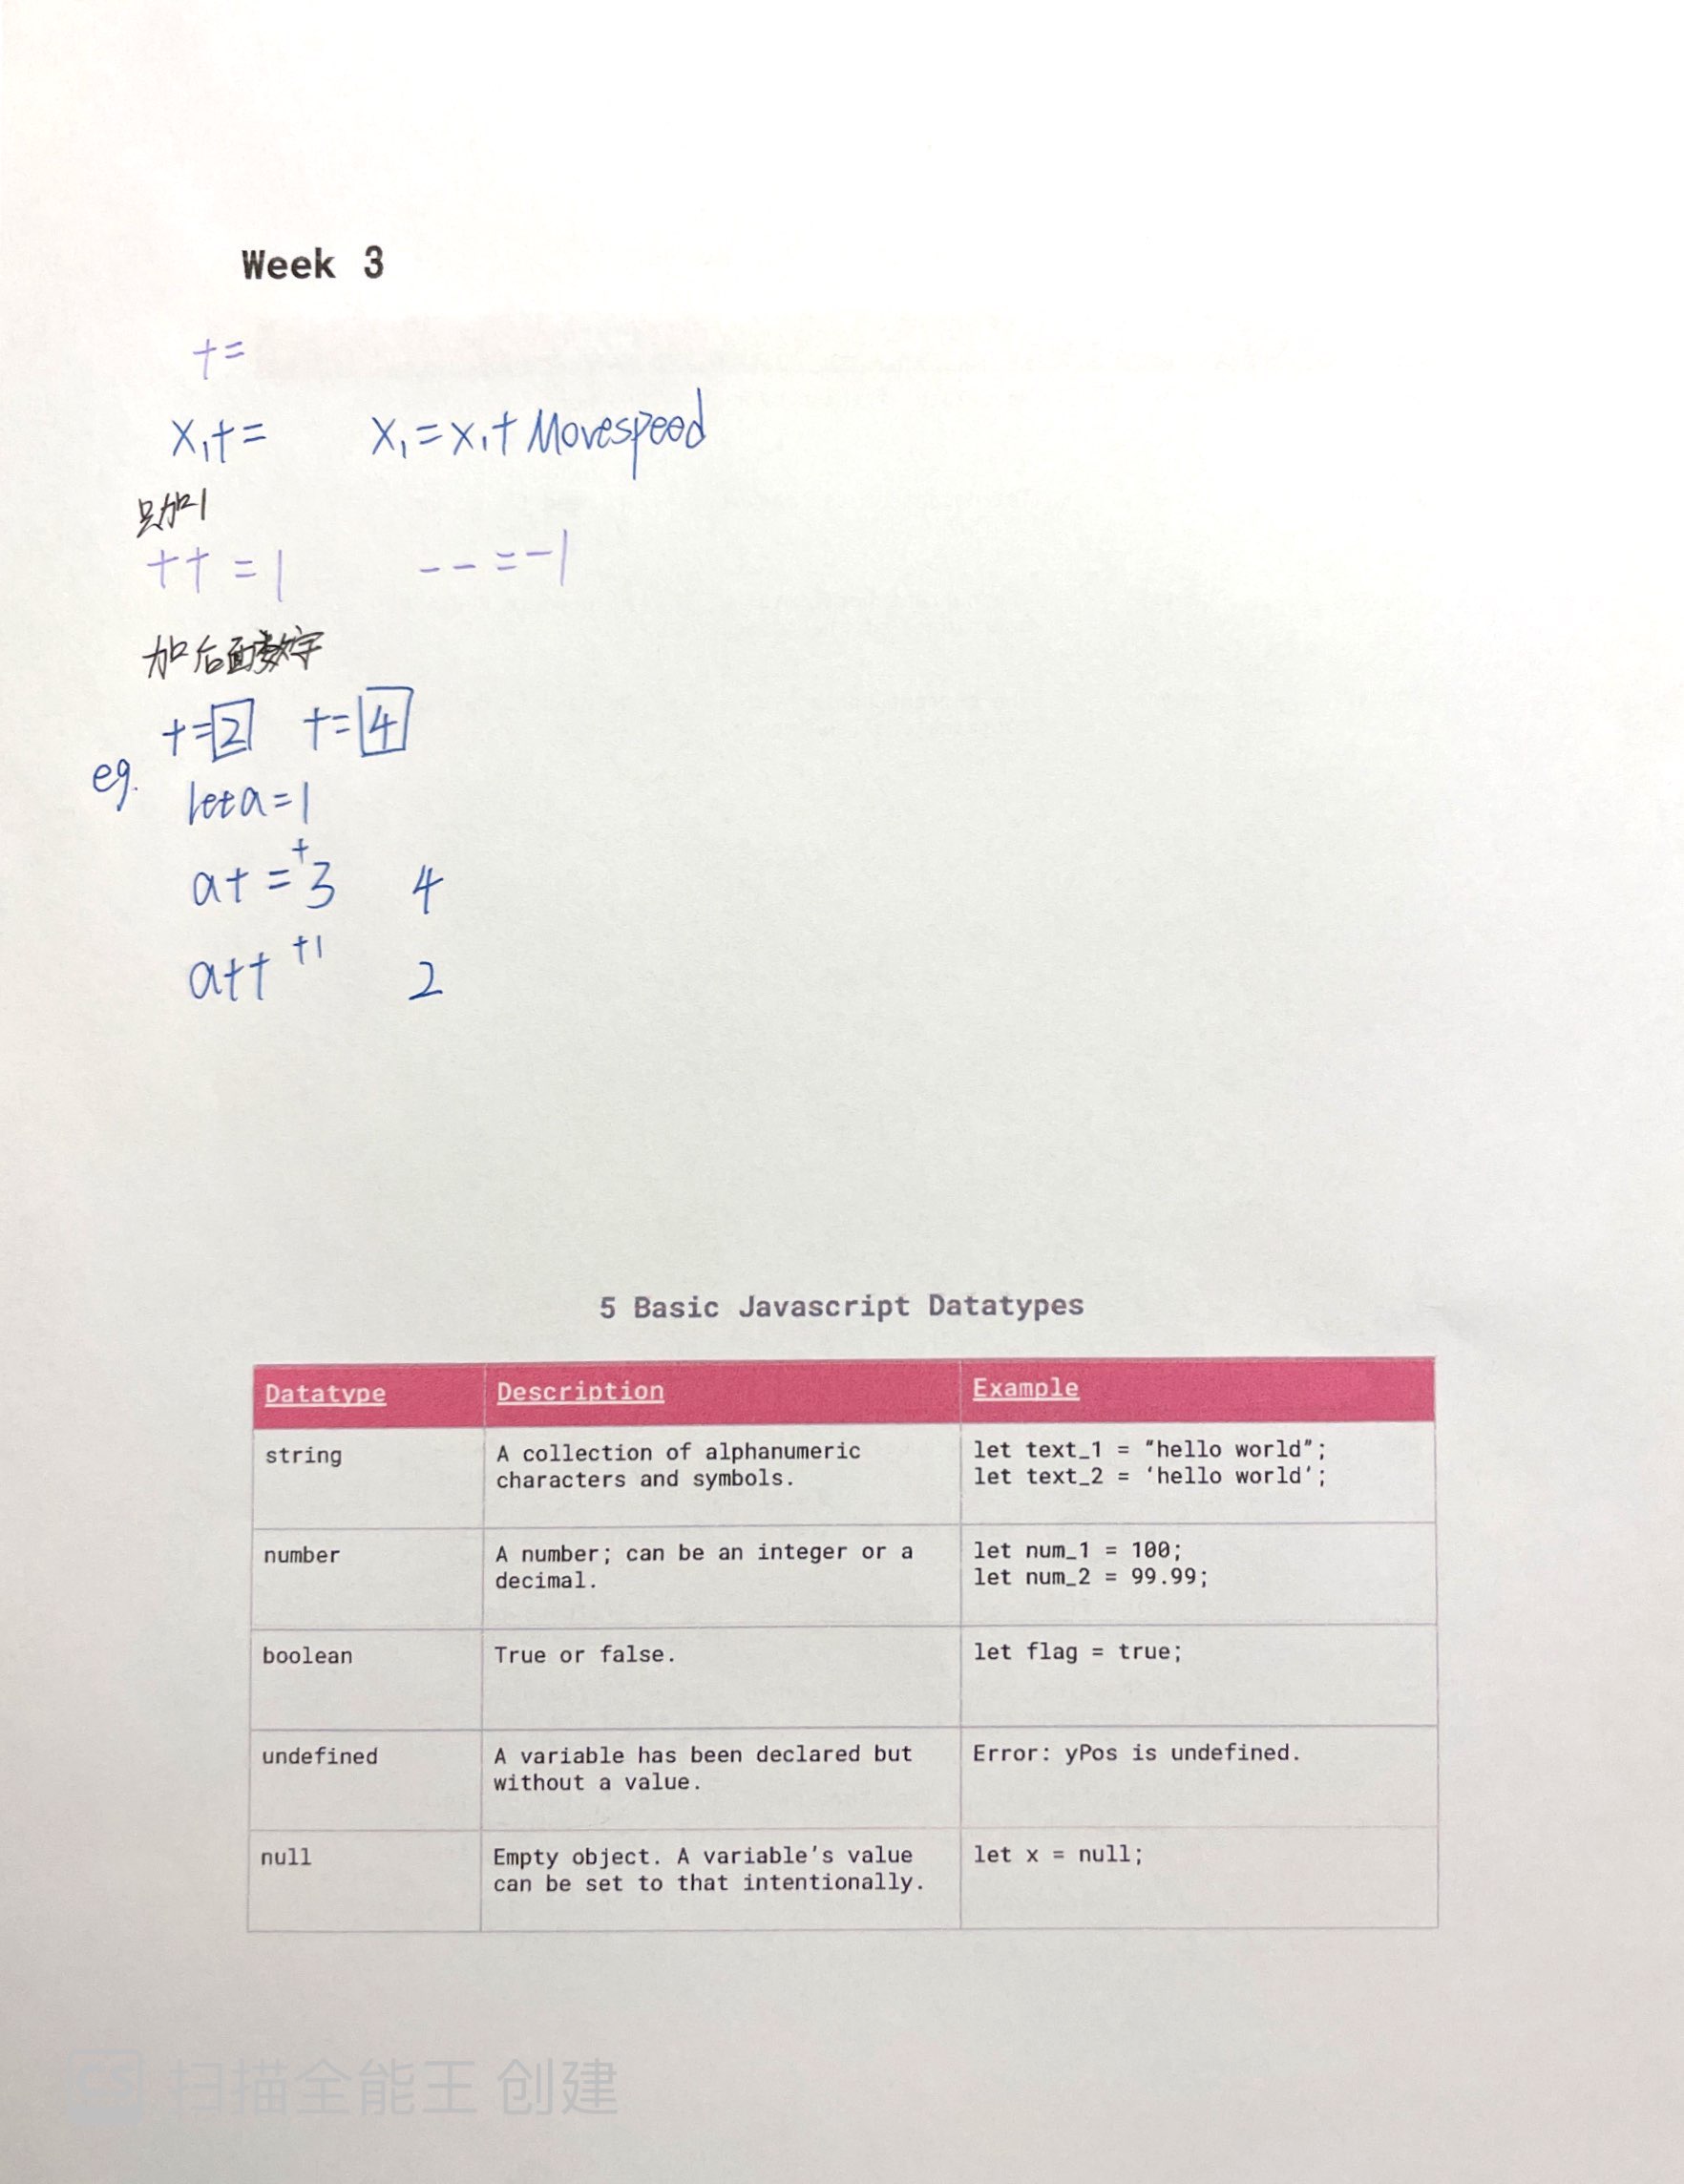 Week 3
+=
x₁+= x₁=x₁+Movespeed
只加1
++ =1 -- =-1
加后面数字
+=2 +=4
eg.
let a=1
a+=+3 4
a++ +1 2
5 Basic Javascript Datatypes
Datatype Description Example
string A collection of alphanumeric let text_1 = "hello world";
characters and symbols. let text_2 = 'hello world';
number A number; can be an integer or a let num_1 = 100;
decimal. let num_2 = 99.99;
boolean True or false. let flag = true;
undefined A variable has been declared but Error: yPos is undefined.
without a value.
null Empty object. A variable's value let x = null;
can be set to that intentionally.
CS 扫描全能王 创建